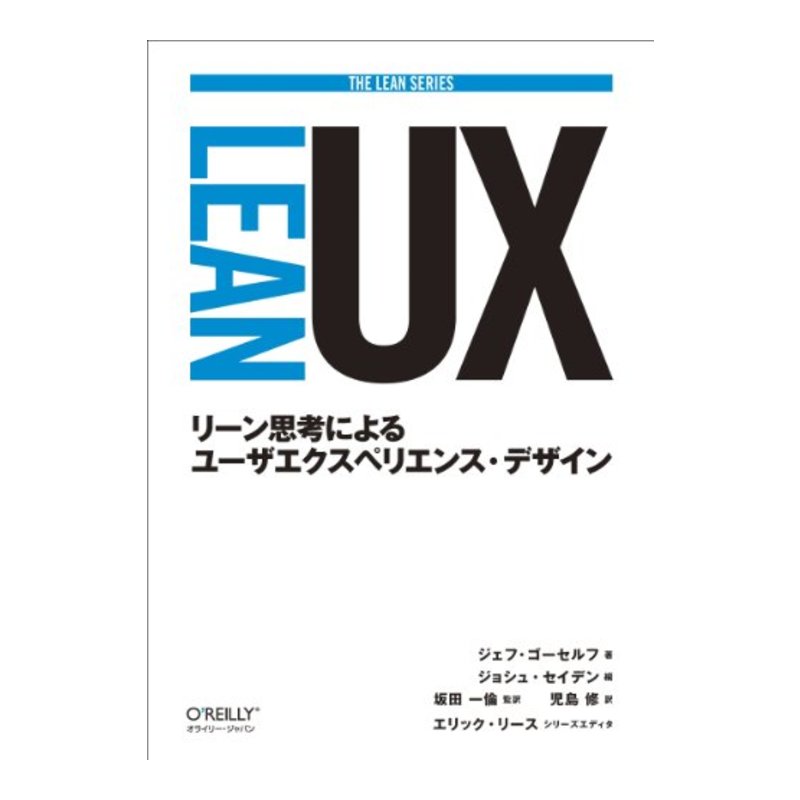 THE LEAN SERIES
LEAN
UX
リーン思考による
ユーザエクスペリエンス・デザイン
ジェフ・ゴーセルフ 著
ジョシュ・セイデン 編
坂田 一倫 監訳 児島 修 訳
エリック・リース シリーズエディタ
O'REILLY®
オライリー・ジャパン